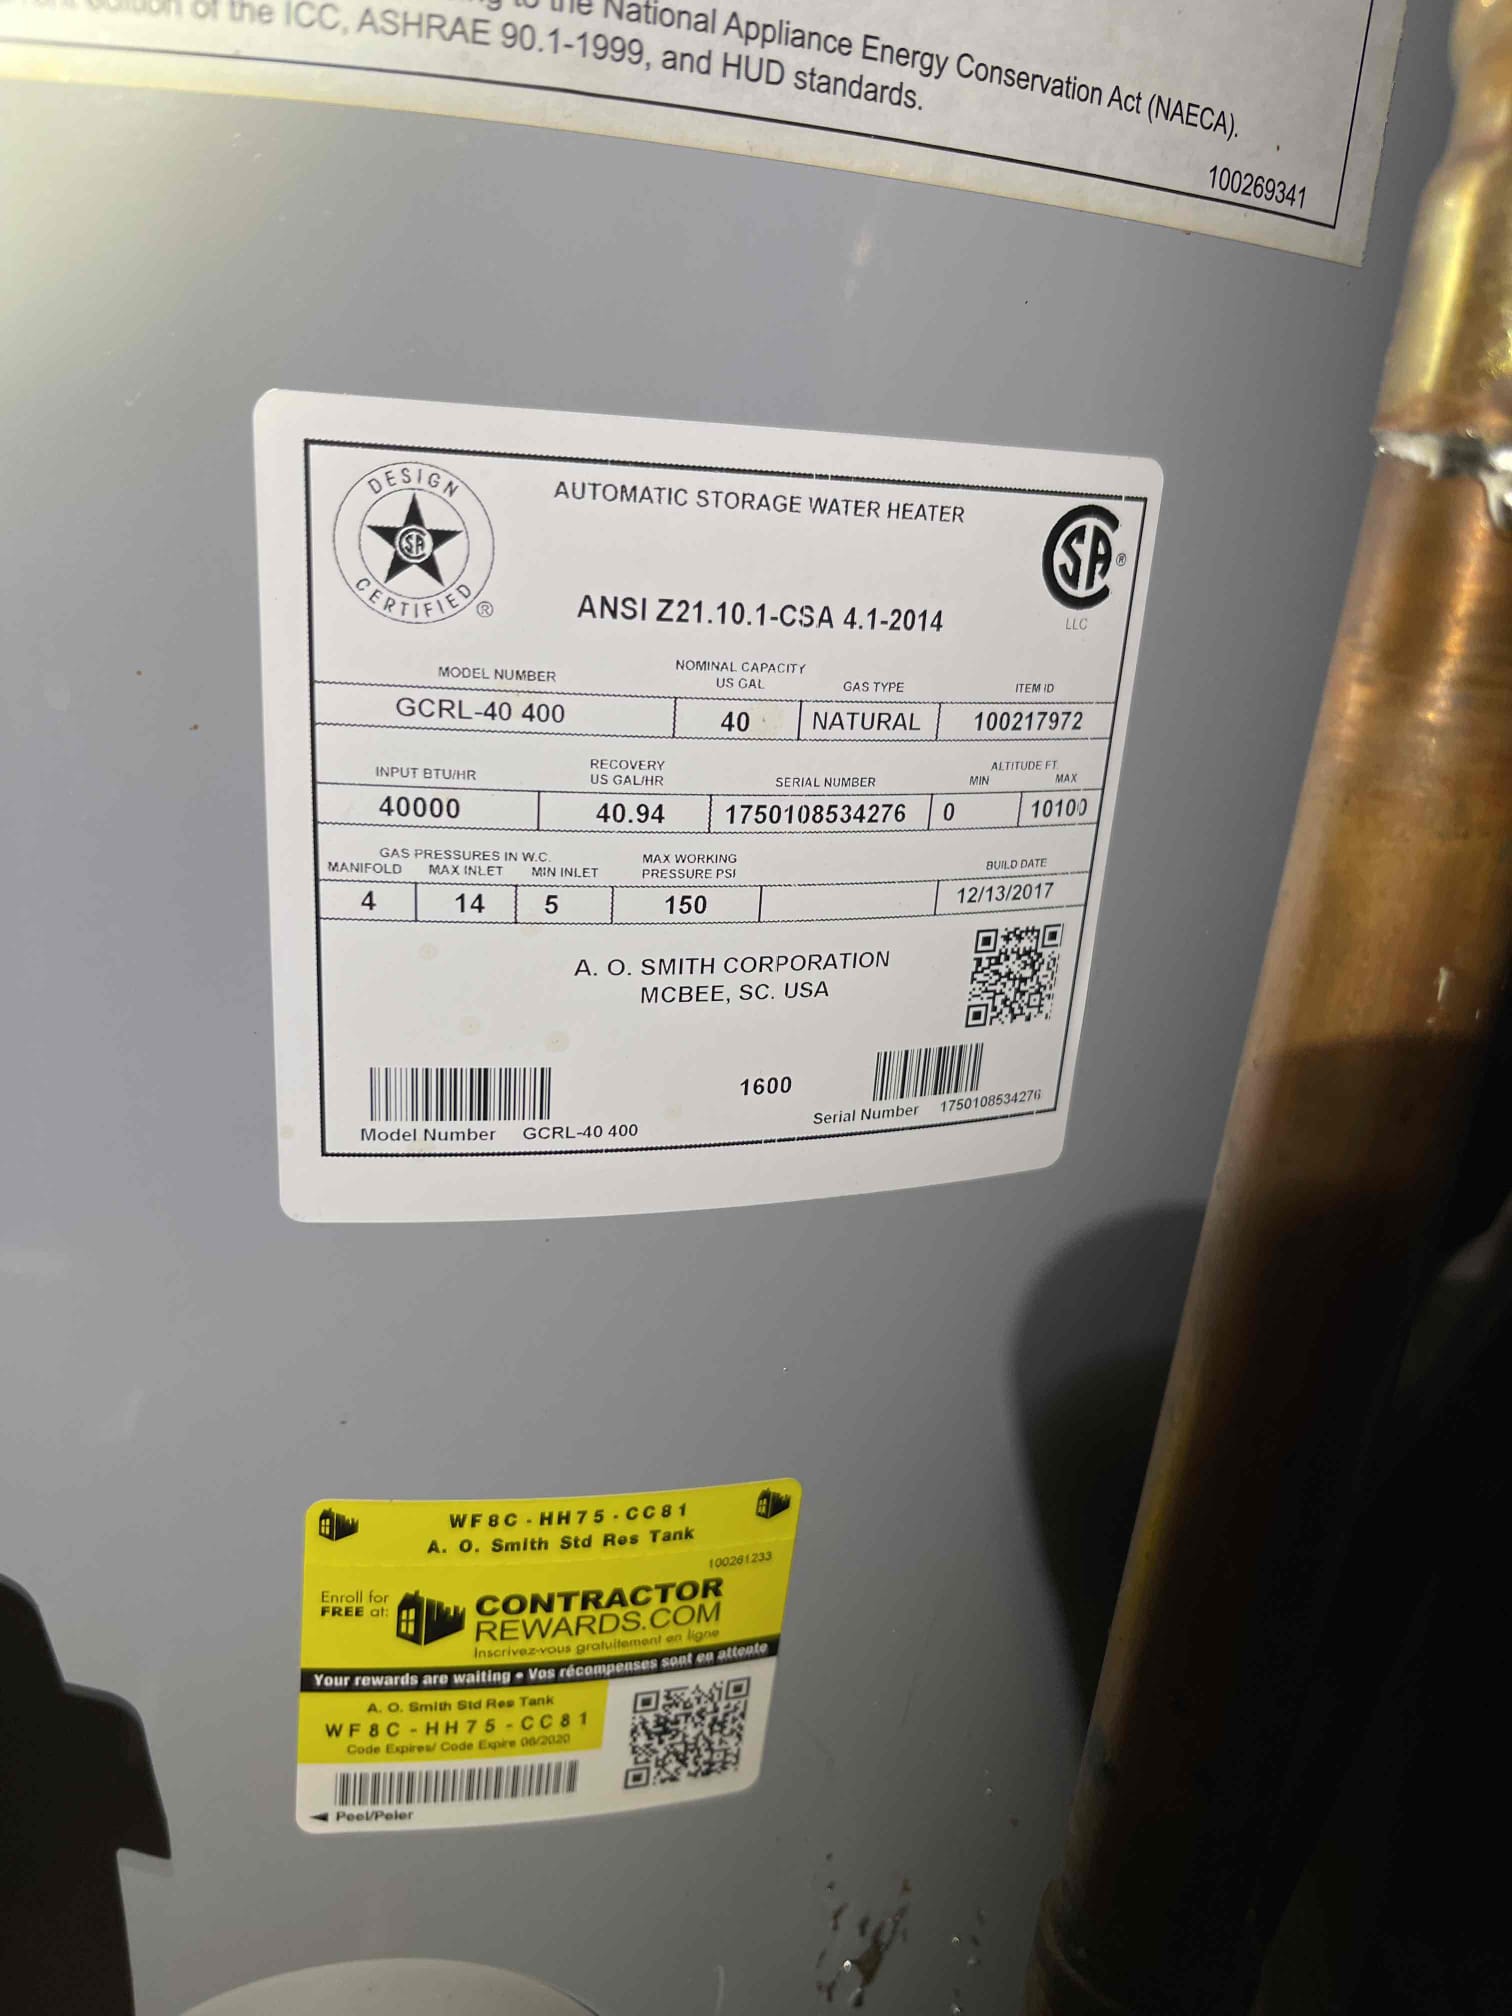 to the National Appliance Energy Conservation Act (NAECA).
of the ICC, ASHRAE 90.1-1999, and HUD standards.
100269341
DESIGN
CERTIFIED
SA
®
AUTOMATIC STORAGE WATER HEATER
SA
®
LLC
ANSI Z21.10.1-CSA 4.1-2014
MODEL NUMBER
NOMINAL CAPACITY
US GAL
GAS TYPE
ITEM ID
GCRL-40 400
40
NATURAL
100217972
INPUT BTU/HR
RECOVERY
US GAL/HR
SERIAL NUMBER
ALTITUDE FT.
MIN MAX
40000
40.94
1750108534276
0
10100
GAS PRESSURES IN W.C.
MANIFOLD MAX INLET MIN INLET
MAX WORKING
PRESSURE PSI
BUILD DATE
4
14
5
150
12/13/2017
A. O. SMITH CORPORATION
MCBEE, SC. USA
1600
Model Number GCRL-40 400
Serial Number 1750108534276
WF8C-HH75-CC81
A. O. Smith Std Res Tank
100261233
Enroll for
FREE at:
CONTRACTOR
REWARDS.COM
Inscrivez-vous gratuitement en ligne
Your rewards are waiting • Vos récompenses sont en attente
A. O. Smith Std Res Tank
WF8C-HH75-CC81
Code Expires/ Code Expire 06/2020
Peel/Peler